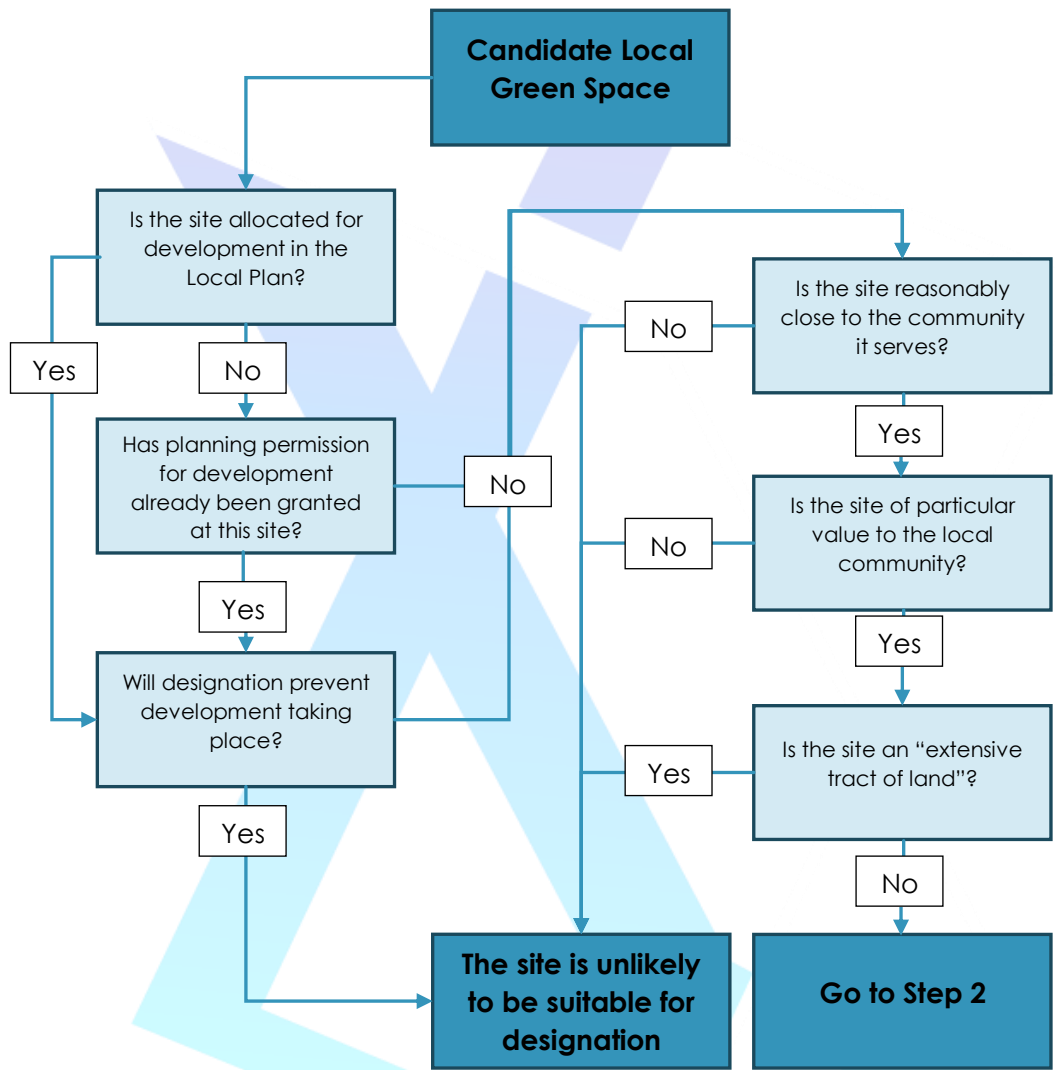 Candidate Local
Green Space
Is the site allocated for
development in the
Local Plan?
Yes
No
Has planning permission
for development
already been granted
at this site?
No
Yes
Will designation prevent
development taking
place?
Yes
Is the site reasonably
close to the community
it serves?
No
Yes
Is the site of particular
value to the local
community?
No
Yes
Is the site an “extensive
tract of land”?
Yes
No
The site is unlikely
to be suitable for
designation
Go to Step 2